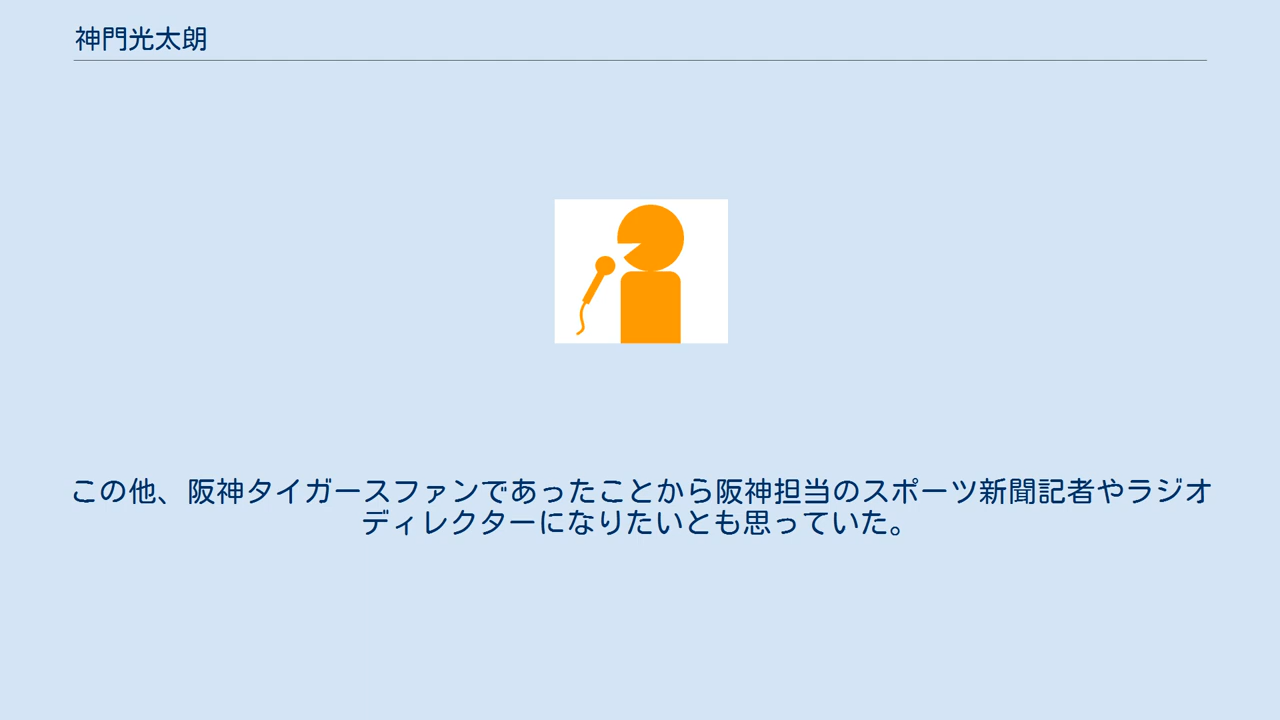 神門光太朗
この他、阪神タイガースファンであったことから阪神担当のスポーツ新聞記者やラジオ
ディレクターになりたいとも思っていた。